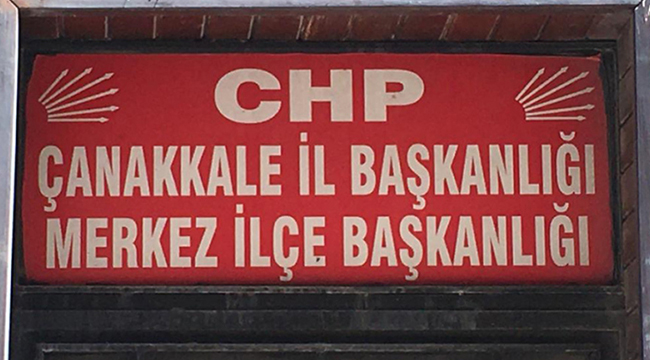 CHP
ÇANAKKALE İL BAŞKANLIĞI
MERKEZ İLÇE BAŞKANLIĞI